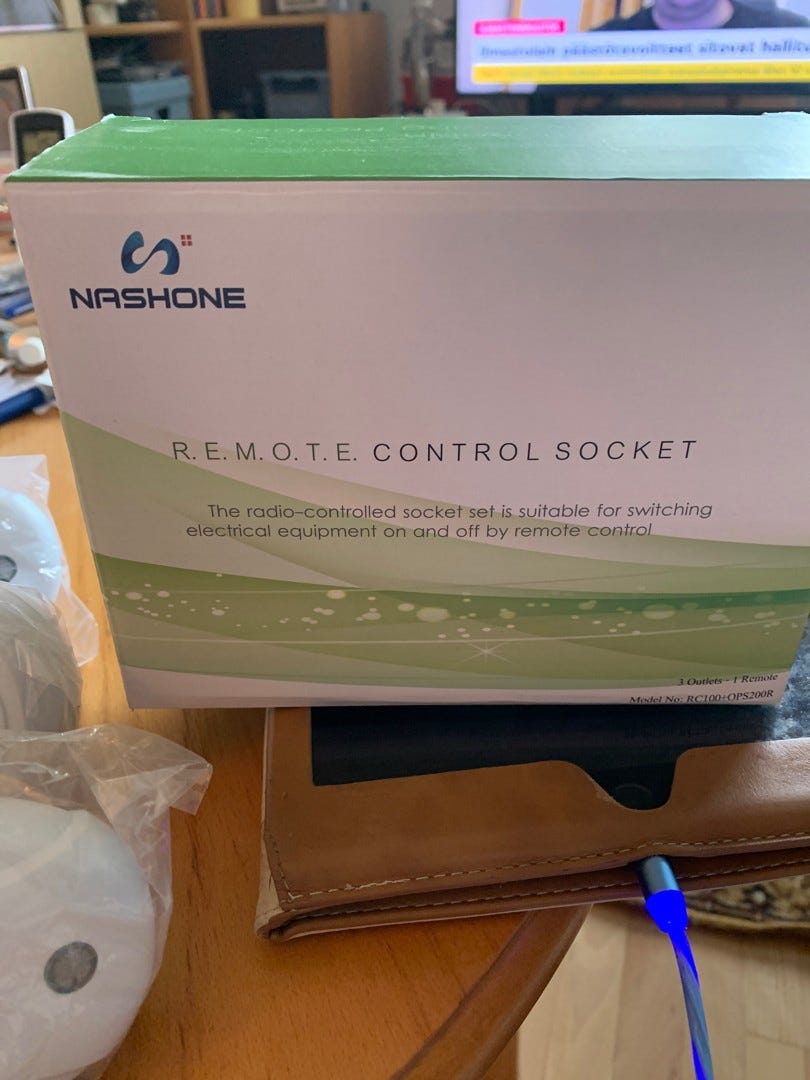 NASHONE
R. E. M. O. T. E. CONTROL SOCKET
The radio-controlled socket set is suitable for switching
electrical equipment on and off by remote control
3 Outlets - 1 Remote
Model No: RC100+OPS200R